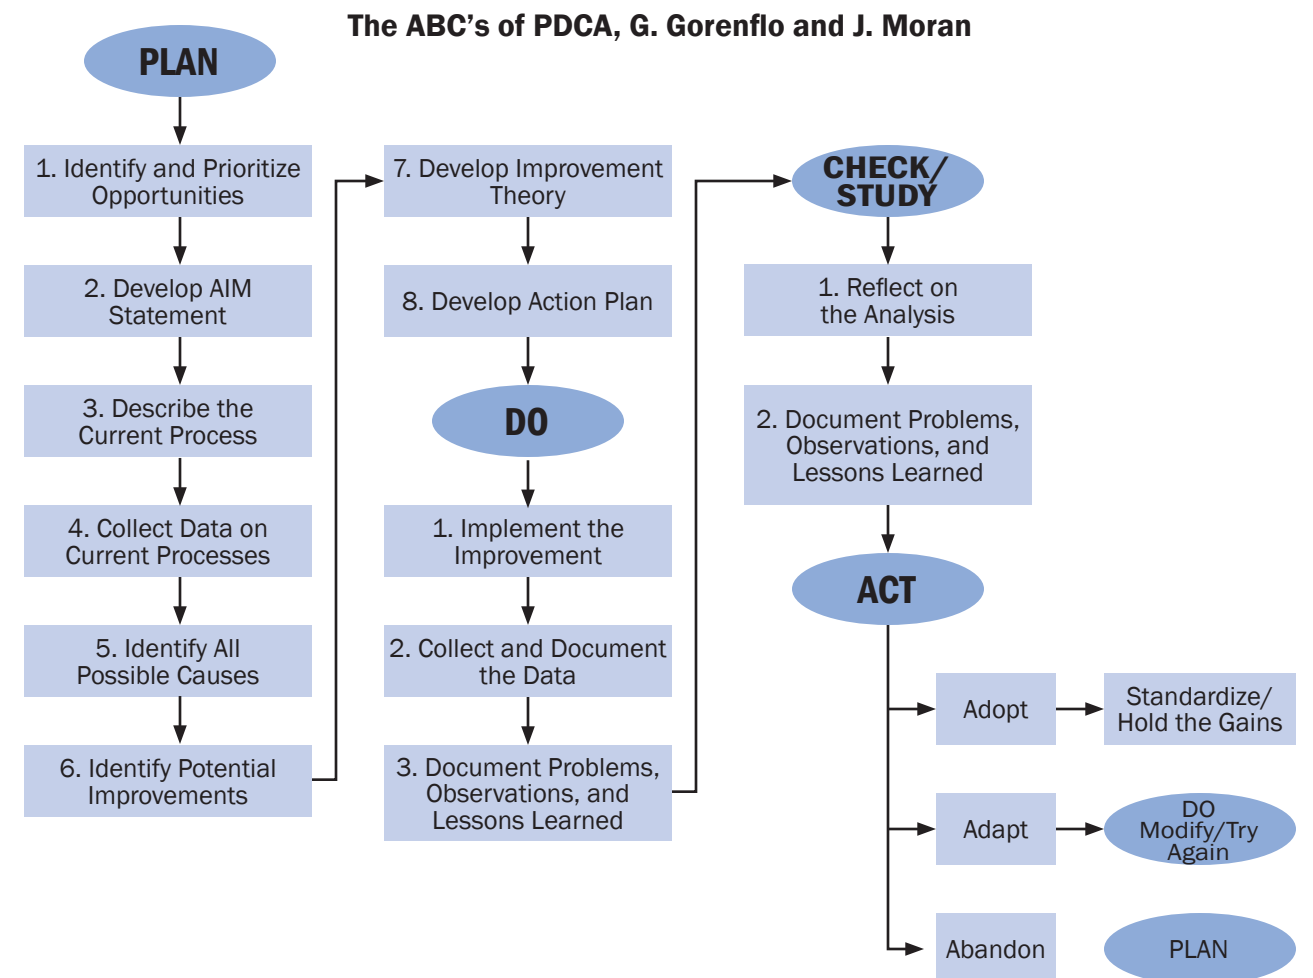 The ABC’s of PDCA, G. Gorenflo and J. Moran
PLAN
1. Identify and Prioritize
Opportunities
2. Develop AIM
Statement
3. Describe the
Current Process
4. Collect Data on
Current Processes
5. Identify All
Possible Causes
6. Identify Potential
Improvements
7. Develop Improvement
Theory
8. Develop Action Plan
DO
1. Implement the
Improvement
2. Collect and Document
the Data
3. Document Problems,
Observations, and
Lessons Learned
CHECK/
STUDY
1. Reflect on
the Analysis
2. Document Problems,
Observations, and
Lessons Learned
ACT
Adopt
Standardize/
Hold the Gains
Adapt
DO
Modify/Try
Again
Abandon
PLAN